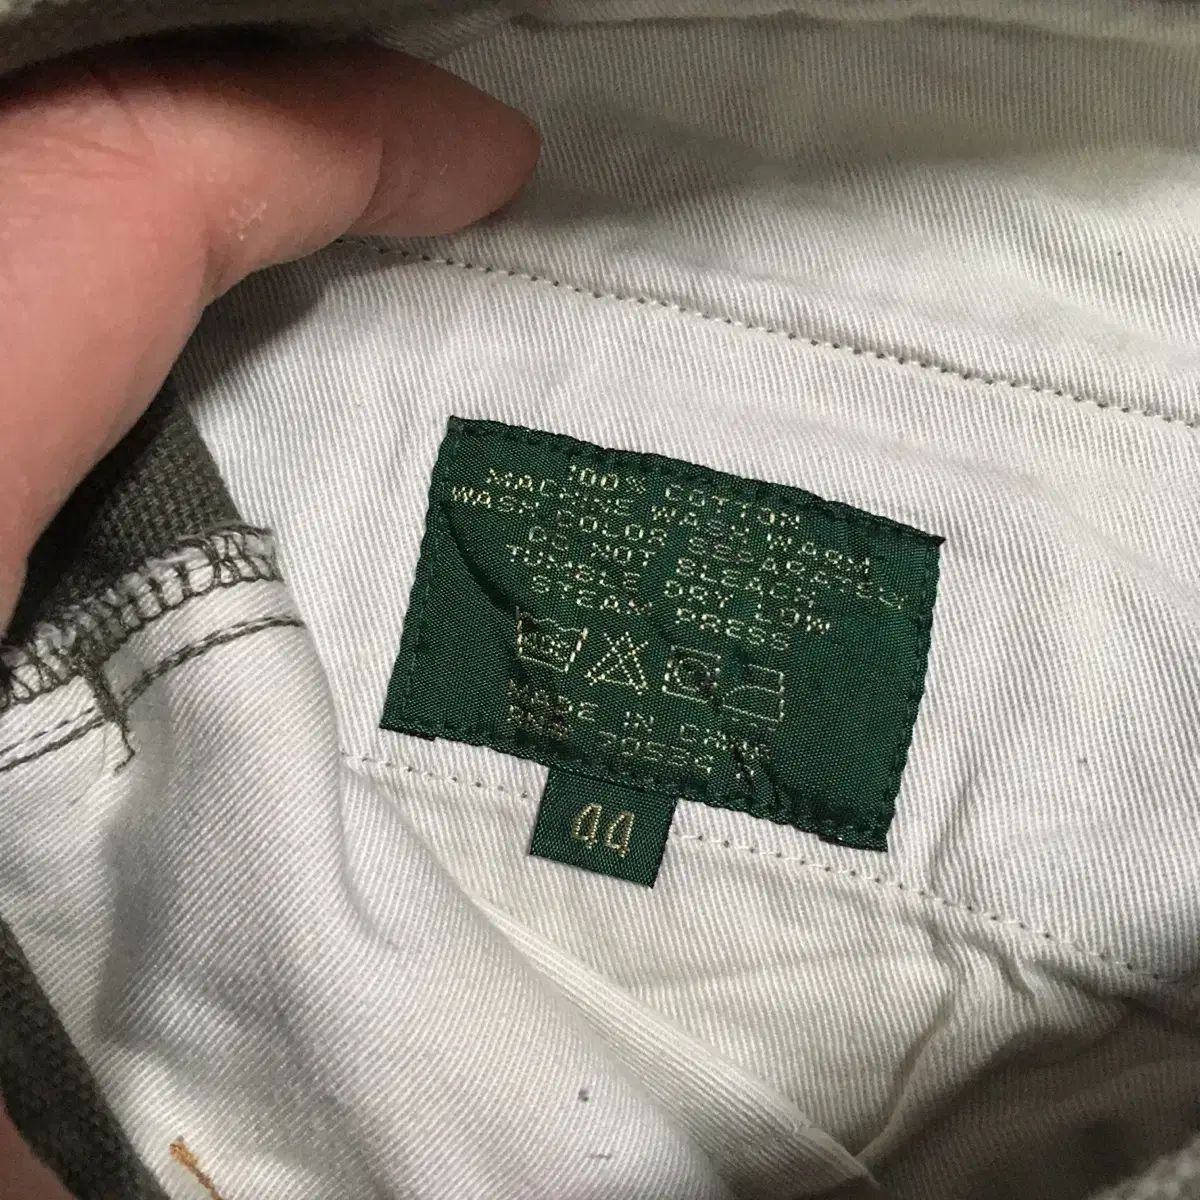 100% COTTON
MACHINE WASH WARM
WASH COLOR SEPARATELY
DO NOT BLEACH
TUMBLE DRY LOW
STEAM PRESS
MADE IN
44